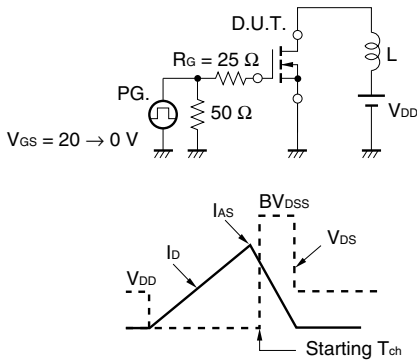 D.U.T.
RG = 25 Ω
L
PG.
50 Ω
VDD
VGS = 20 → 0 V
BVDSS
IAS
VDS
ID
VDD
Starting Tch